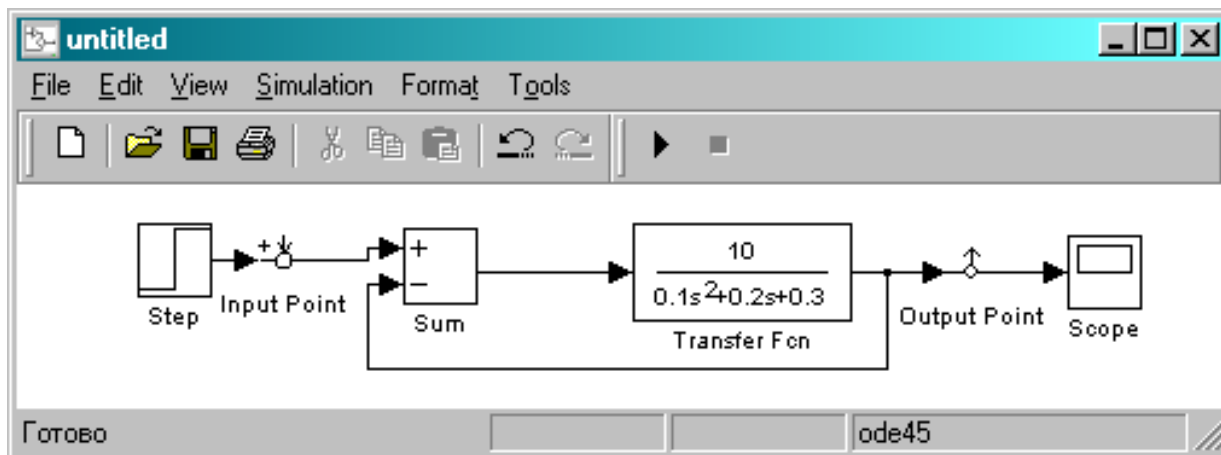 untitled
File Edit View Simulation Format Tools
Step
Input Point
+
+
−
Sum
10
0.1s2+0.2s+0.3
Transfer Fcn
Output Point
Scope
Готово
ode45